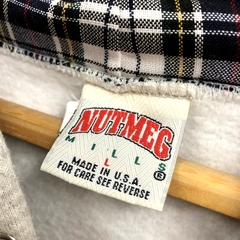 NUTMEG
MILLS®
L
MADE IN U.S.A
FOR CARE SEE REVERSE